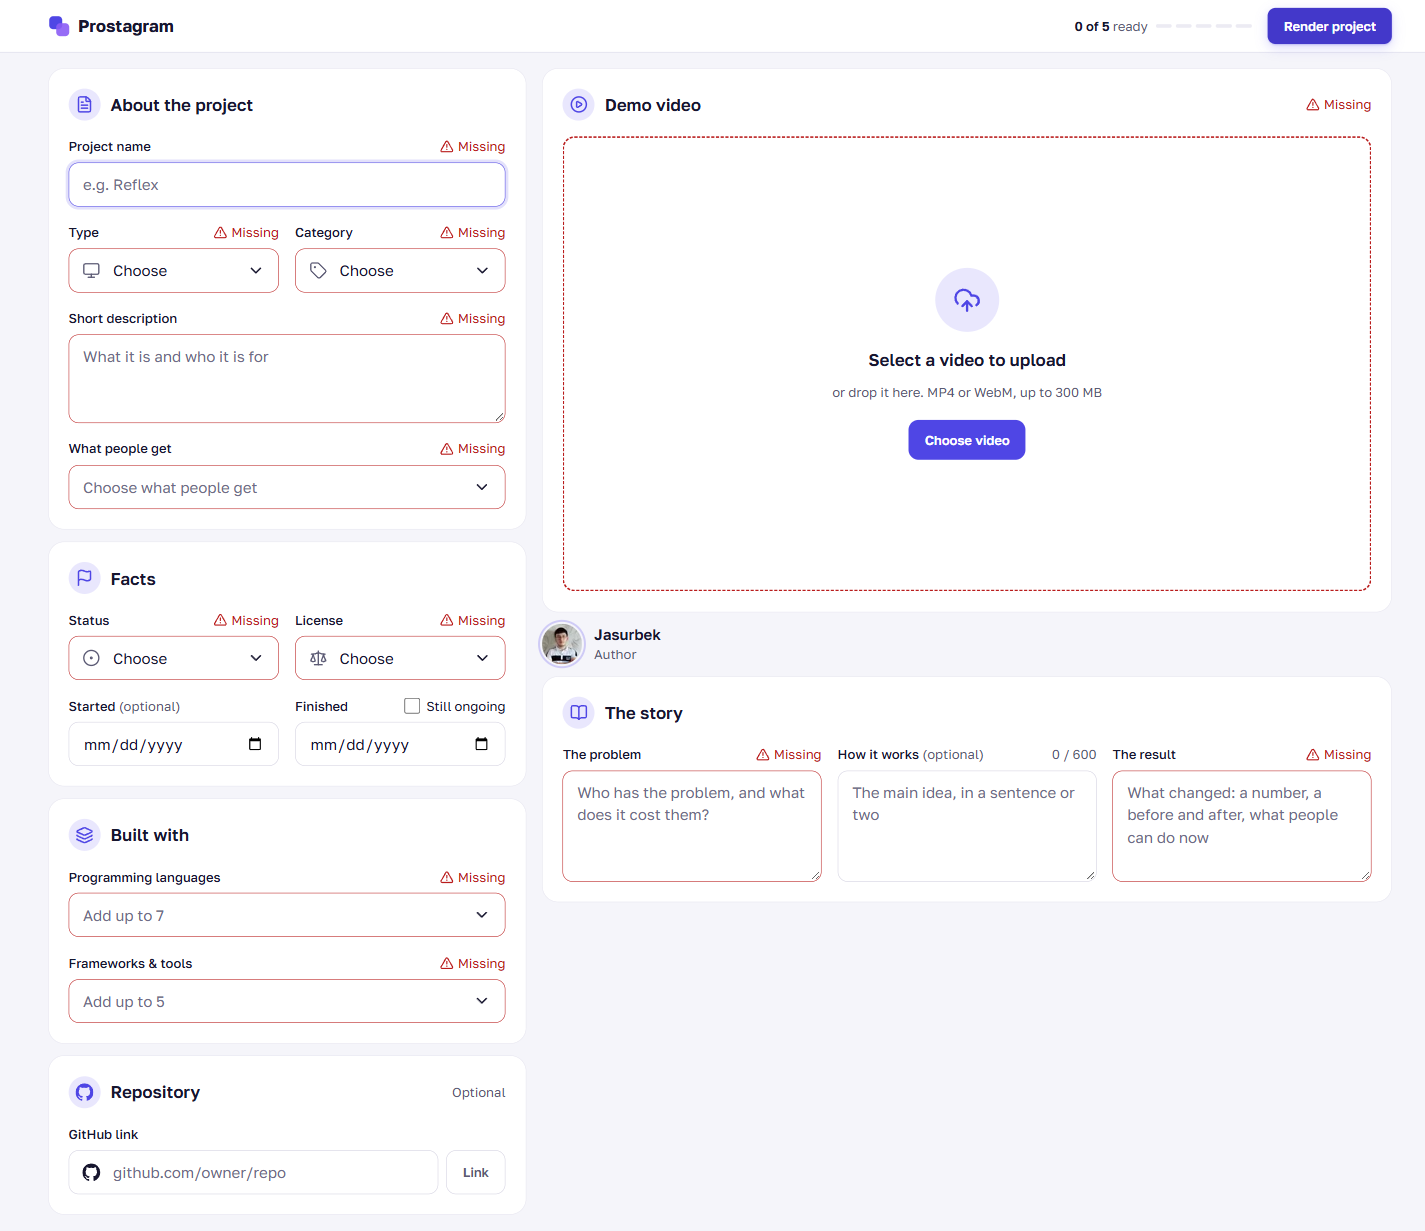 Prostagram
0 of 5 ready
Render project
About the project
Project name
Missing
e.g. Reflex
Type
Missing
Category
Missing
Choose
Choose
Short description
Missing
What it is and who it is for
What people get
Missing
Choose what people get
Facts
Status
Missing
License
Missing
Choose
Choose
Started (optional)
Finished
Still ongoing
mm/dd/yyyy
mm/dd/yyyy
Built with
Programming languages
Missing
Add up to 7
Frameworks & tools
Missing
Add up to 5
Repository
Optional
GitHub link
github.com/owner/repo
Link
Demo video
Missing
Select a video to upload
or drop it here. MP4 or WebM, up to 300 MB
Choose video
Jasurbek
Author
The story
The problem
Missing
Who has the problem, and what
does it cost them?
How it works (optional)
0 / 600
The main idea, in a sentence or
two
The result
Missing
What changed: a number, a
before and after, what people
can do now